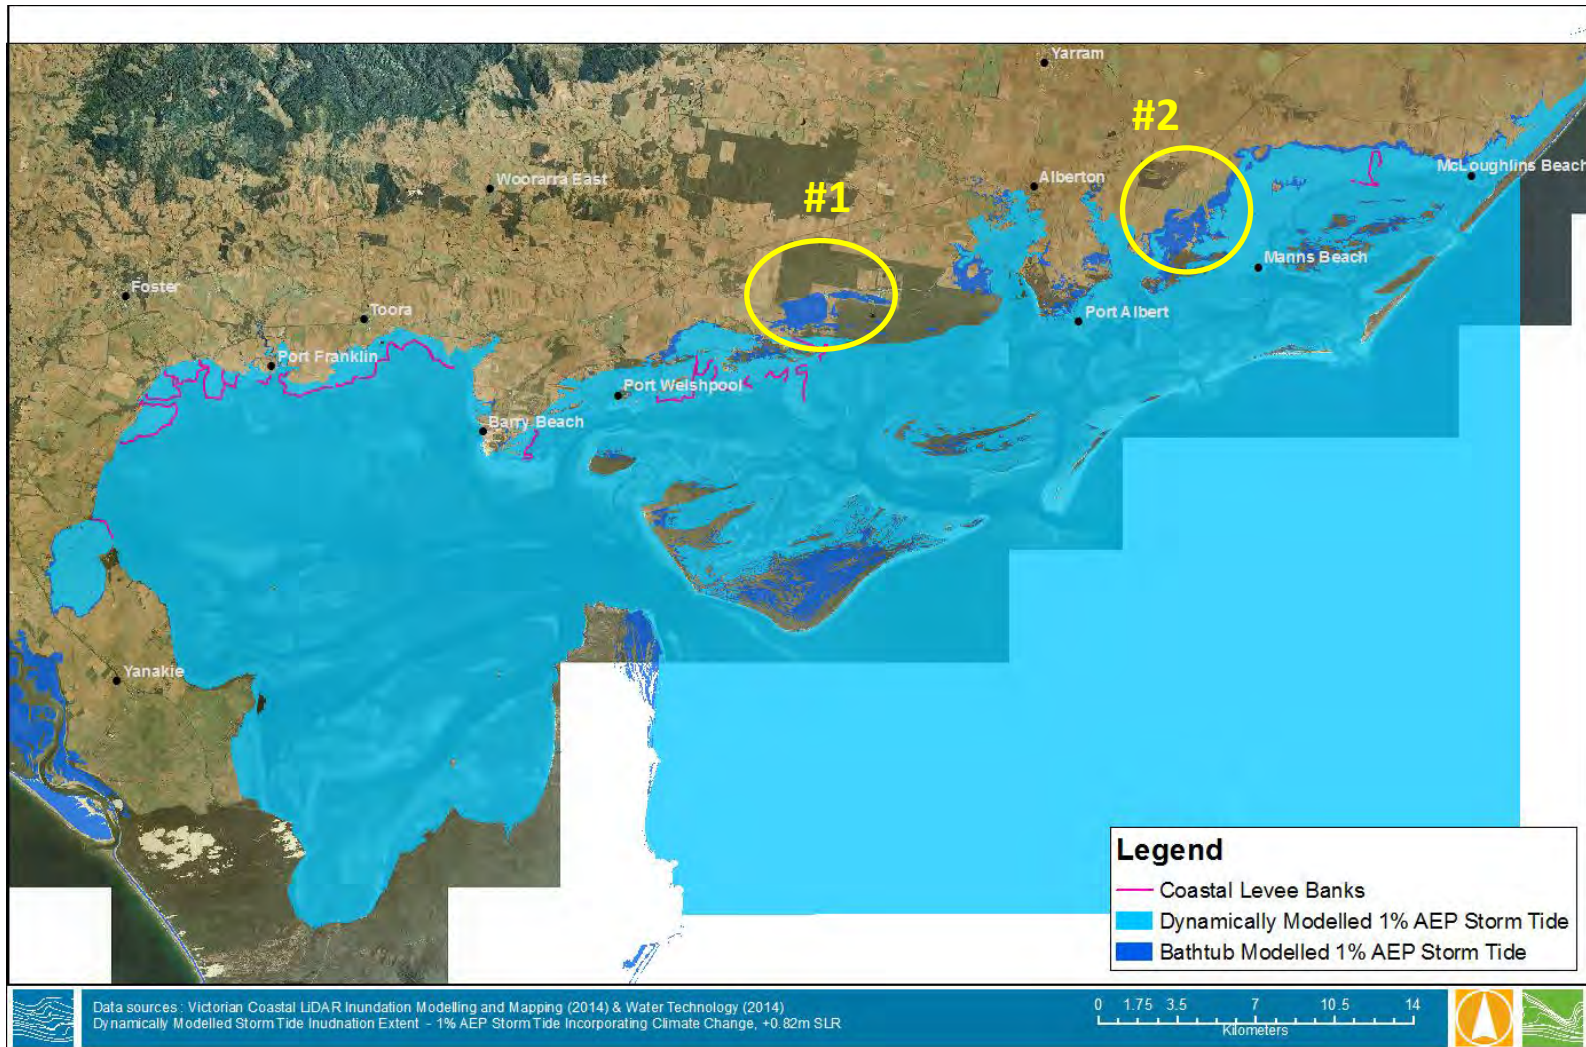 Yarram
#2
Woorarra East
Alberton
McLoughlins Beach
#1
Manns Beach
Foster
Toora
Port Albert
Port Franklin
Port Welshpool
Barry Beach
Yanakie
Legend
Coastal Levee Banks
Dynamically Modelled 1% AEP Storm Tide
Bathtub Modelled 1% AEP Storm Tide
Data sources : Victorian Coastal LiDAR Inundation Modelling and Mapping (2014) & Water Technology (2014)
Dynamically Modelled Storm Tide Inudnation Extent - 1% AEP Storm Tide Incorporating Climate Change, +0.82m SLR
0 1.75 3.5 7 10.5 14
Kilometers